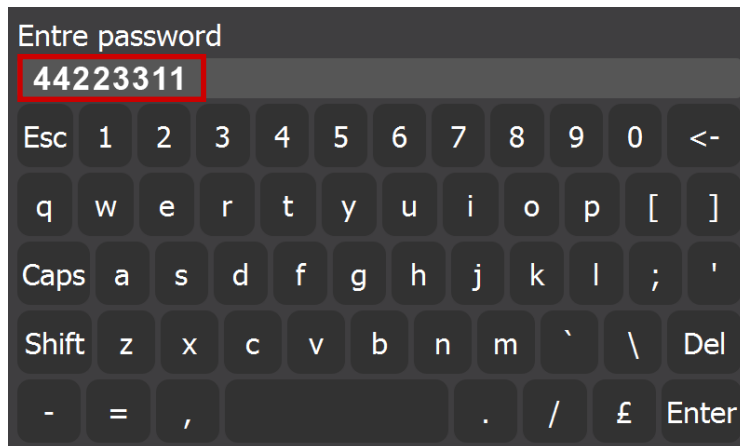 Entre password
44223311
Esc 1 2 3 4 5 6 7 8 9 0 <-
q w e r t y u i o p [ ]
Caps a s d f g h j k l ; '
Shift z x c v b n m ` \ Del
- = , . / £ Enter